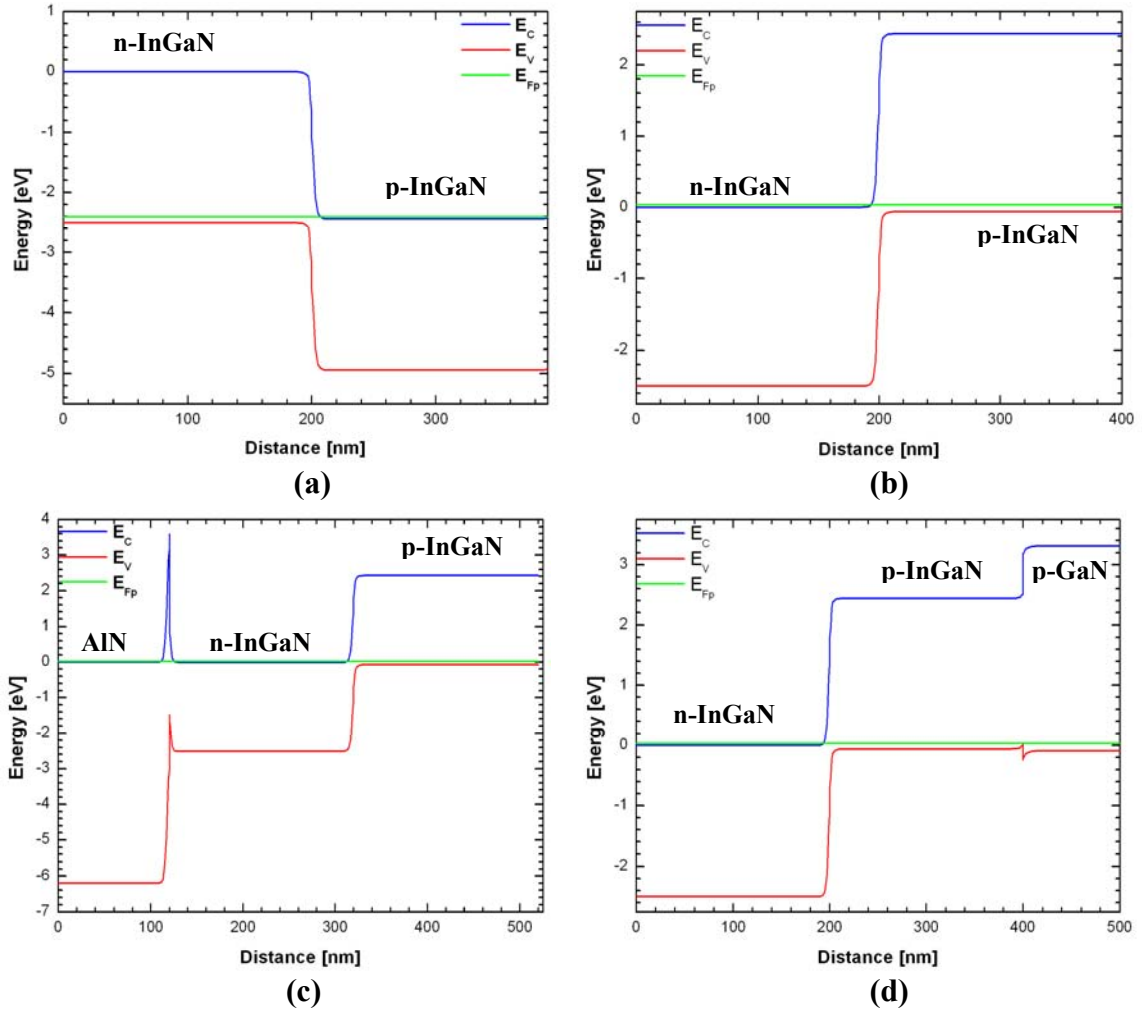 n-InGaN
p-InGaN
E_C
E_V
E_Fp
1
0
-1
-2
-3
-4
-5
0 100 200 300
Energy [eV]
Distance [nm]
(a)
E_C
E_V
E_Fp
n-InGaN
p-InGaN
2
0
-2
0 100 200 300 400
Energy [eV]
Distance [nm]
(b)
E_C
E_V
E_Fp
p-InGaN
AlN
n-InGaN
4
3
2
1
0
-1
-2
-3
-4
-5
-6
-7
0 100 200 300 400 500
Energy [eV]
Distance [nm]
(c)
E_C
E_V
E_Fp
p-InGaN
p-GaN
n-InGaN
3
2
1
0
-1
-2
0 100 200 300 400 500
Energy [eV]
Distance [nm]
(d)